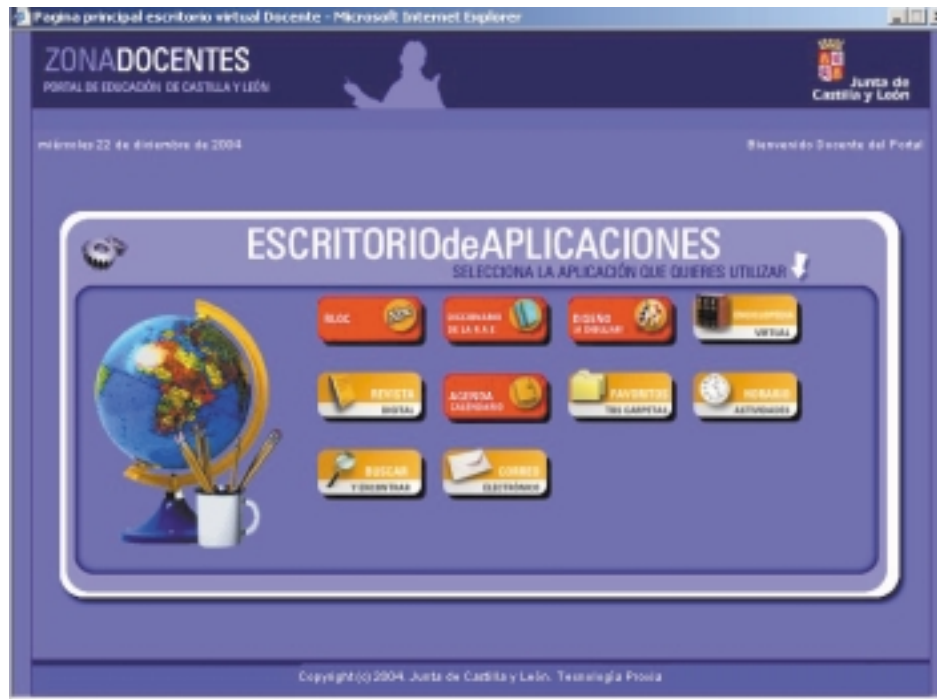 Pagina principal escritorio virtual Docente - Microsoft Internet Explorer
ZONADOCENTES
PORTAL DE EDUCACIÓN DE CASTILLA Y LEÓN
Junta de
Castilla y León
miércoles 22 de diciembre de 2004
Bienvenido Docente del Portal
ESCRITORIOdeAPLICACIONES
SELECCIONA LA APLICACIÓN QUE QUIERES UTILIZAR
BLOC
DICCIONARIO
DE LA R.A.E.
DISEÑO
¡A DIBUJAR!
ENCICLOPEDIA
VIRTUAL
REVISTA
DIGITAL
AGENDA
CALENDARIO
FAVORITOS
TUS CARPETAS
HORARIO
ACTIVIDADES
BUSCAR
Y ENCONTRAR
CORREO
ELECTRÓNICO
Copyright (c) 2004. Junta de Castilla y León. Tecnología Proxia